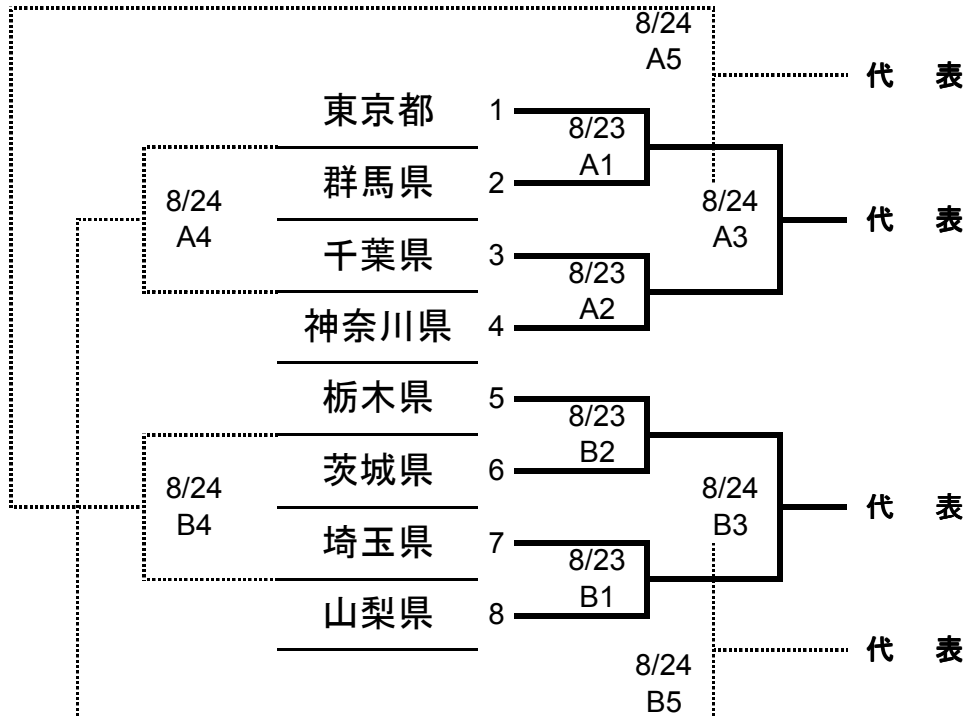 8/24
A5
代 表
東京都 1
8/23
A1
群馬県 2
8/24
A4
8/24
A3
代 表
千葉県 3
8/23
A2
神奈川県 4
栃木県 5
8/23
B2
茨城県 6
8/24
B4
8/24
B3
代 表
埼玉県 7
8/23
B1
山梨県 8
代 表
8/24
B5